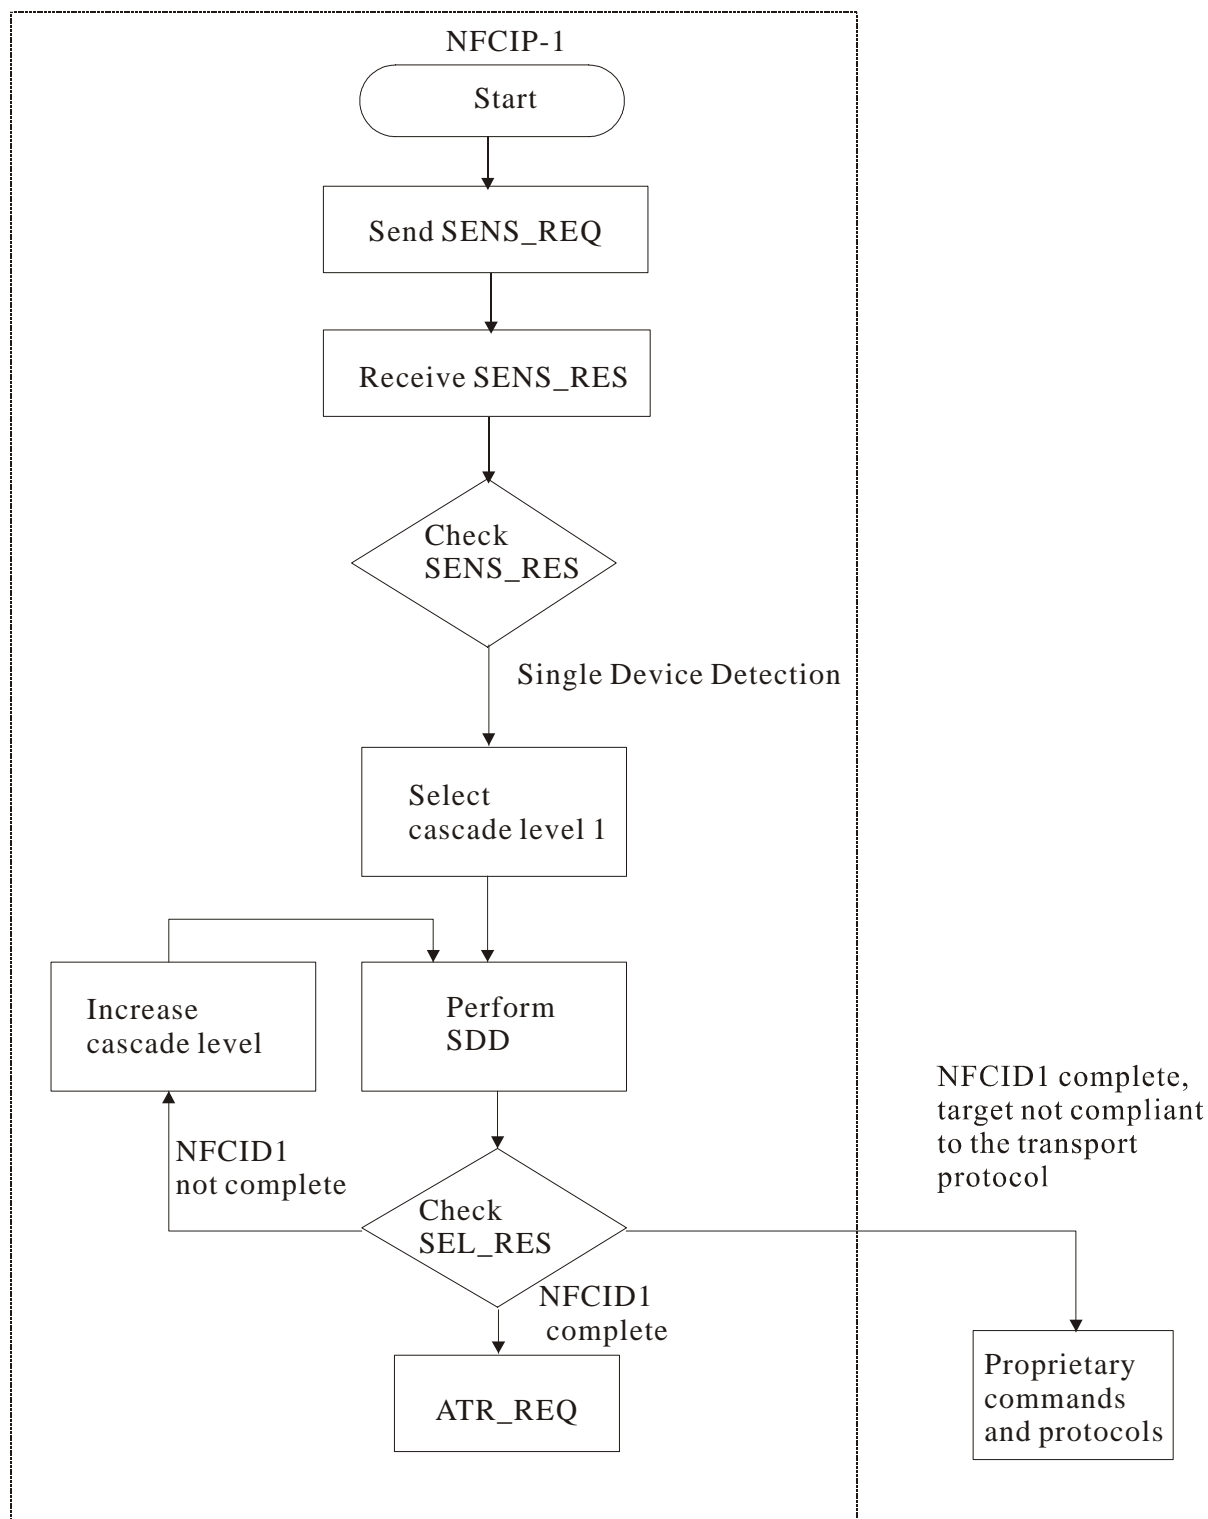 NFCIP-1
Start
Send SENS_REQ
Receive SENS_RES
Check
SENS_RES
Single Device Detection
Select
cascade level 1
Increase
cascade level
Perform
SDD
NFCID1 complete,
target not compliant
to the transport
protocol
NFCID1
not complete
Check
SEL_RES
NFCID1
complete
ATR_REQ
Proprietary
commands
and protocols